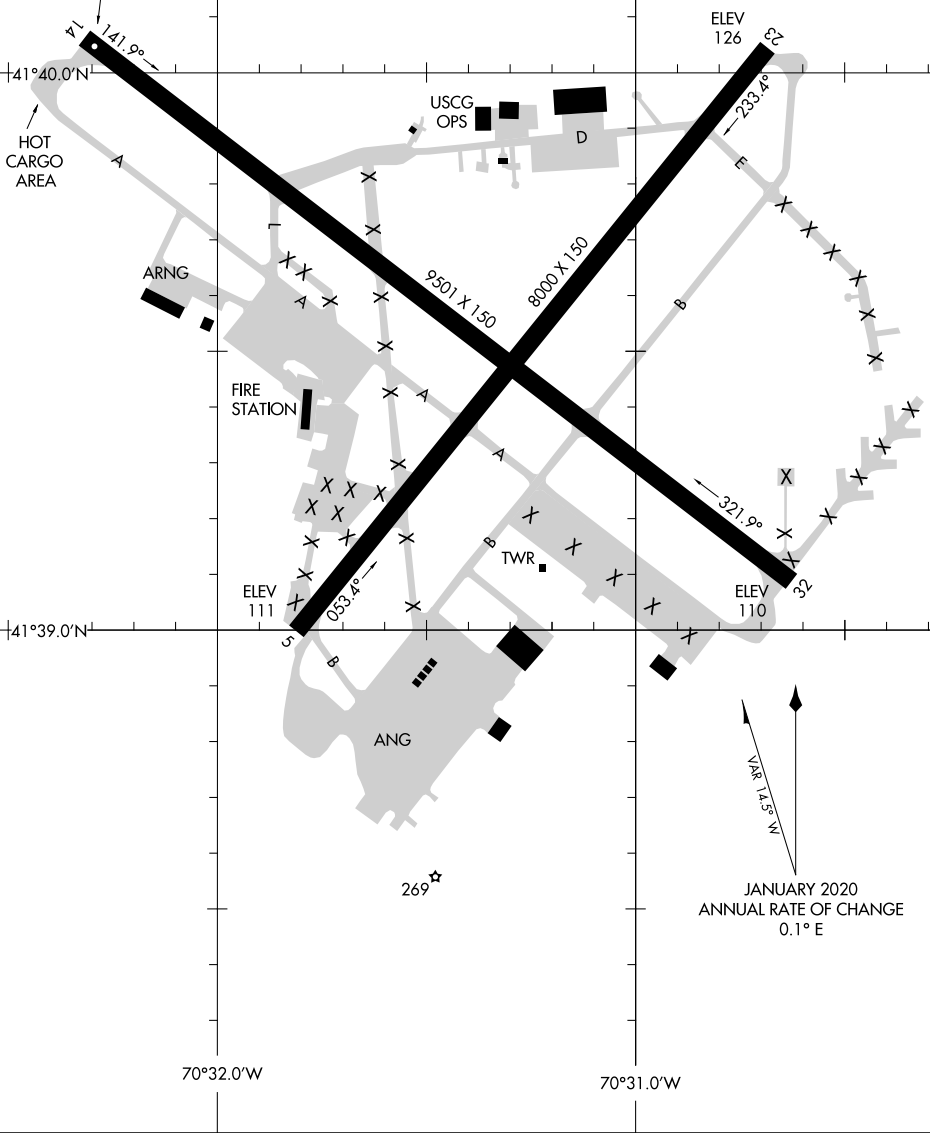 ELEV
126
23
14
141.9°
41°40.0'N
233.4°
USCG
OPS
D
HOT
CARGO
AREA
A
E
L
ARNG
A
9501 X 150
8000 X 150
B
FIRE
STATION
A
A
X X
X X
X
321.9°
B
TWR
ELEV
111
053.4°
ELEV
110
32
41°39.0'N
5
B
ANG
VAR 14.5° W
269
JANUARY 2020
ANNUAL RATE OF CHANGE
0.1° E
70°32.0'W
70°31.0'W